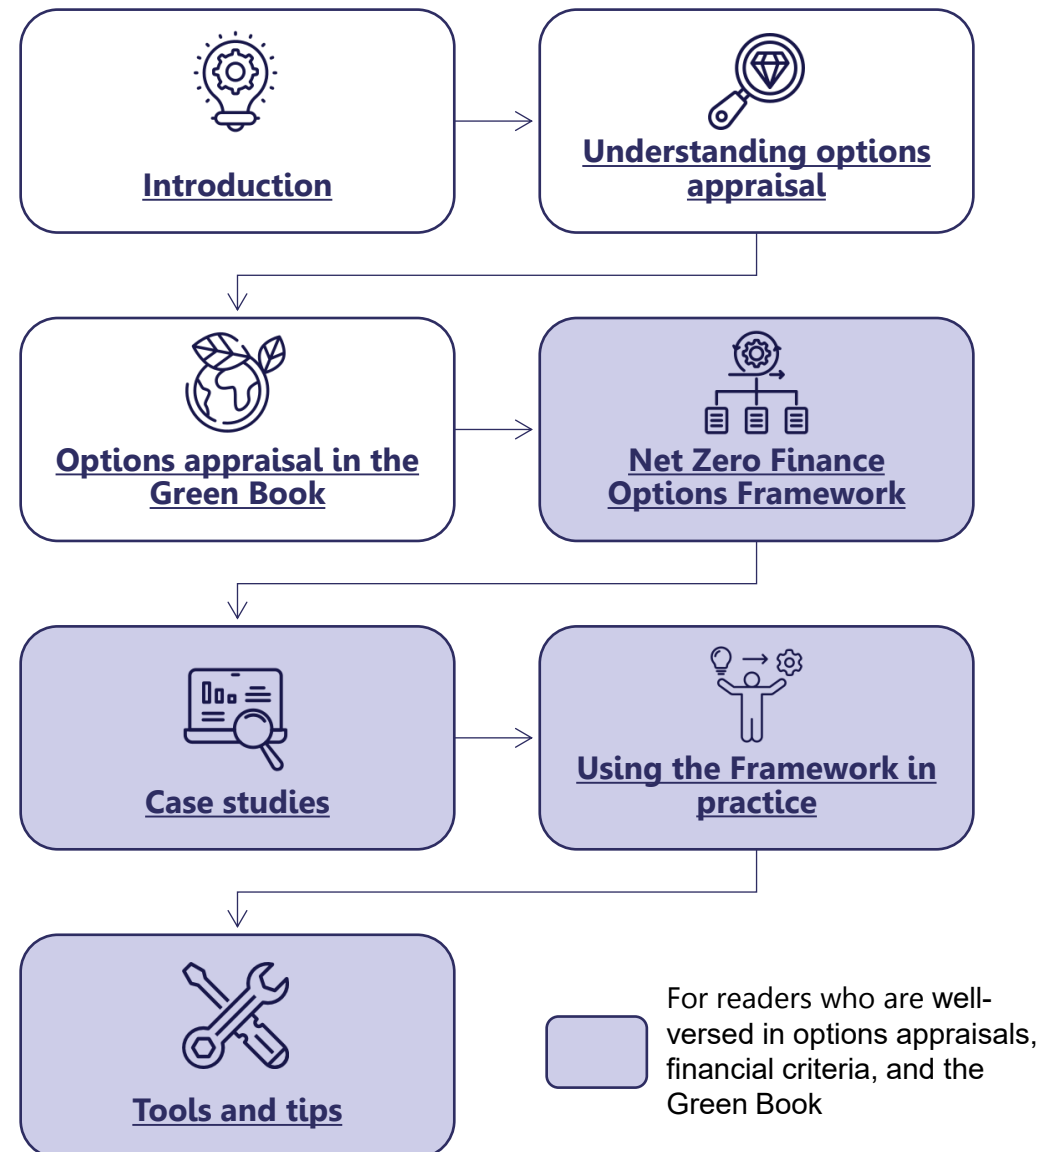 Introduction
Understanding options
appraisal
Options appraisal in the
Green Book
Net Zero Finance
Options Framework
Case studies
Using the Framework in
practice
Tools and tips
For readers who are well-
versed in options appraisals,
financial criteria, and the
Green Book